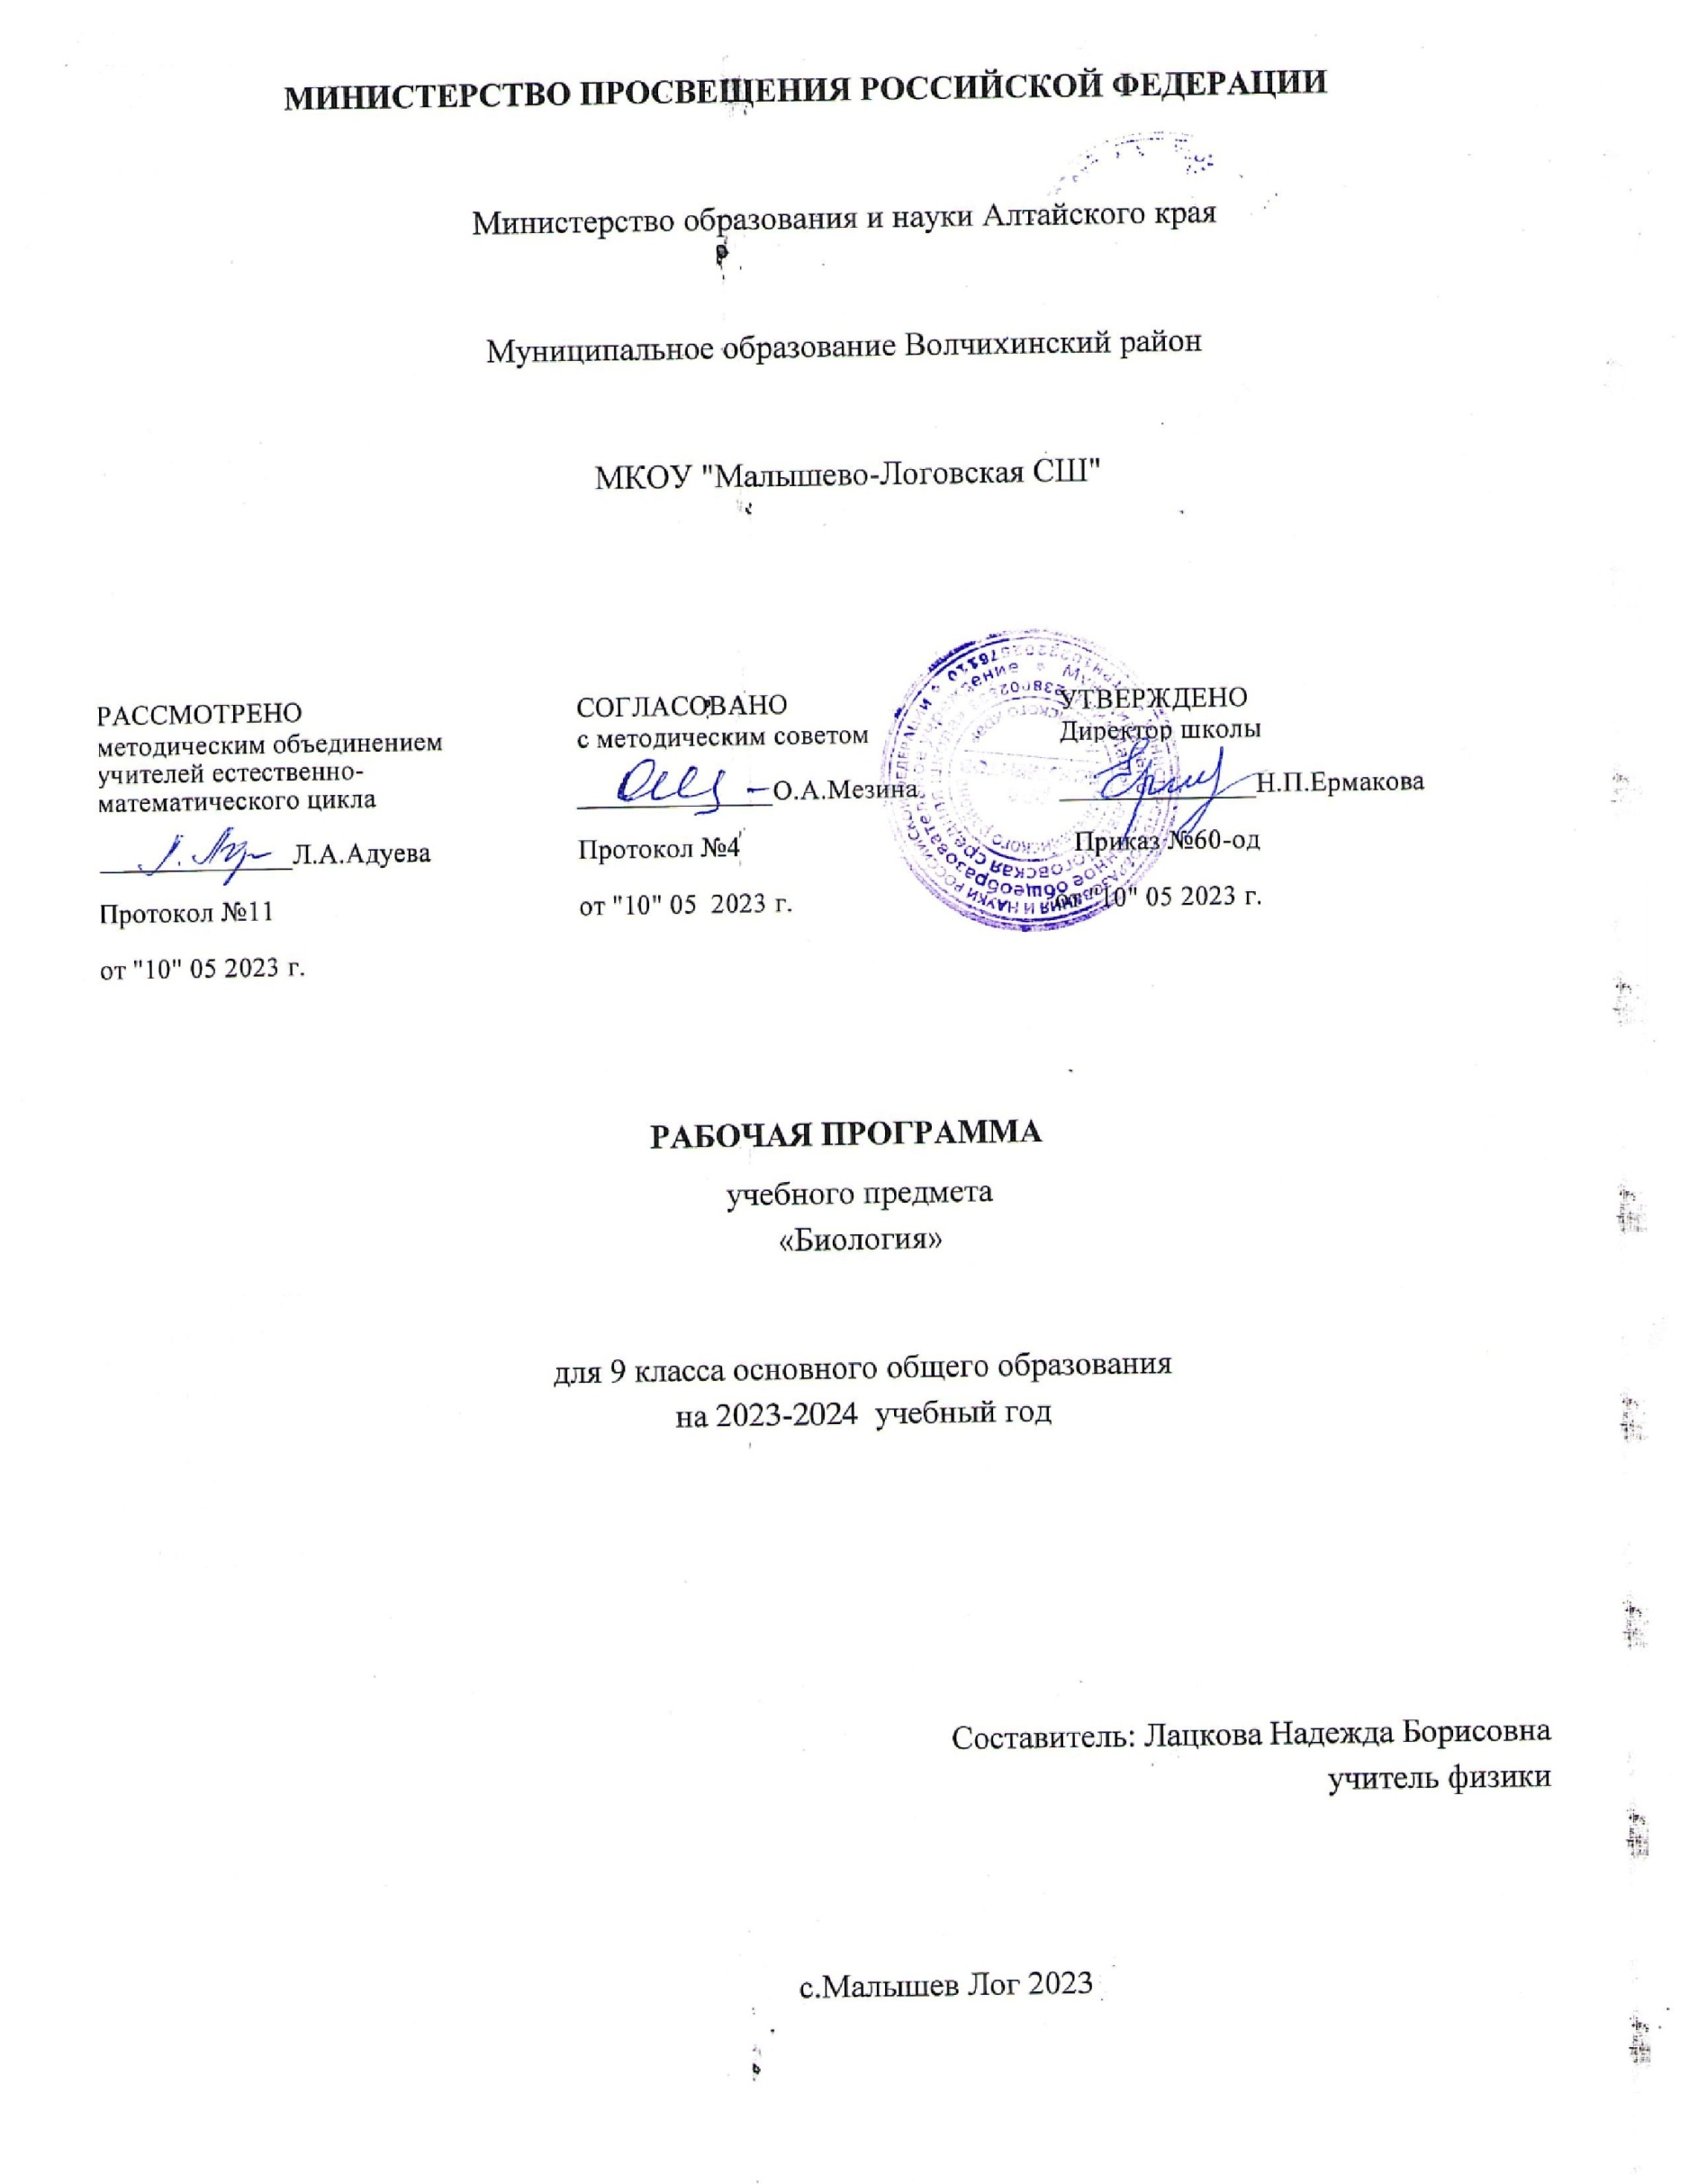 МИНИСТЕРСТВО ПРОСВЕЩЕНИЯ РОССИЙСКОЙ ФЕДЕРАЦИИ
Министерство образования и науки Алтайского края
Муниципальное образование Волчихинский район
МКОУ "Малышево-Логовская СШ"
РАССМОТРЕНО
методическим объединением
учителей естественно-
математического цикла
Л.А.Адуева
Протокол №11
от "10" 05 2023 г.
СОГЛАСОВАНО
с методическим советом
О.А.Мезина
Протокол №4
от "10" 05 2023 г.
УТВЕРЖДЕНО
Директор школы
Н.П.Ермакова
Приказ №60-од
от "10" 05 2023 г.
РАБОЧАЯ ПРОГРАММА
учебного предмета
«Биология»
для 9 класса основного общего образования
на 2023-2024 учебный год
Составитель: Лацкова Надежда Борисовна
учитель физики
с.Малышев Лог 2023